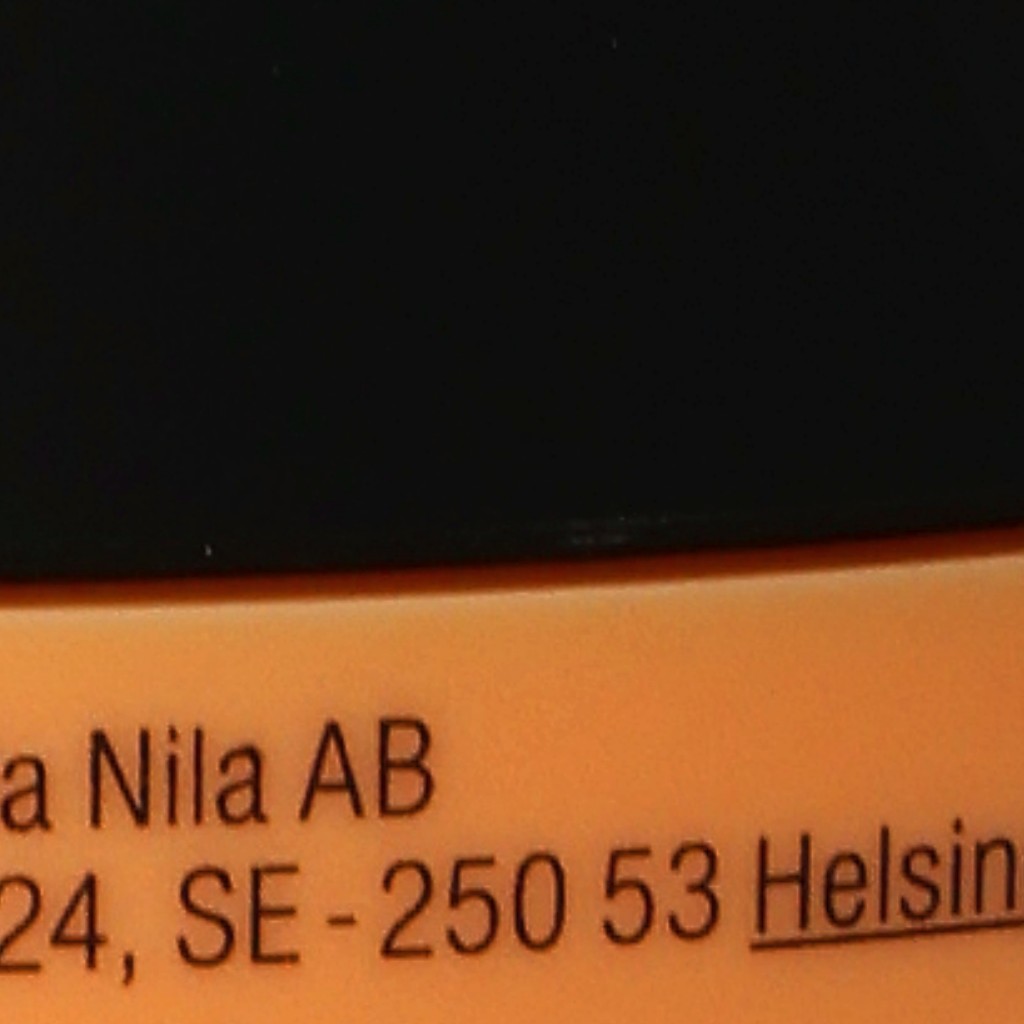 a Nila AB
24, SE-250 53 Helsin